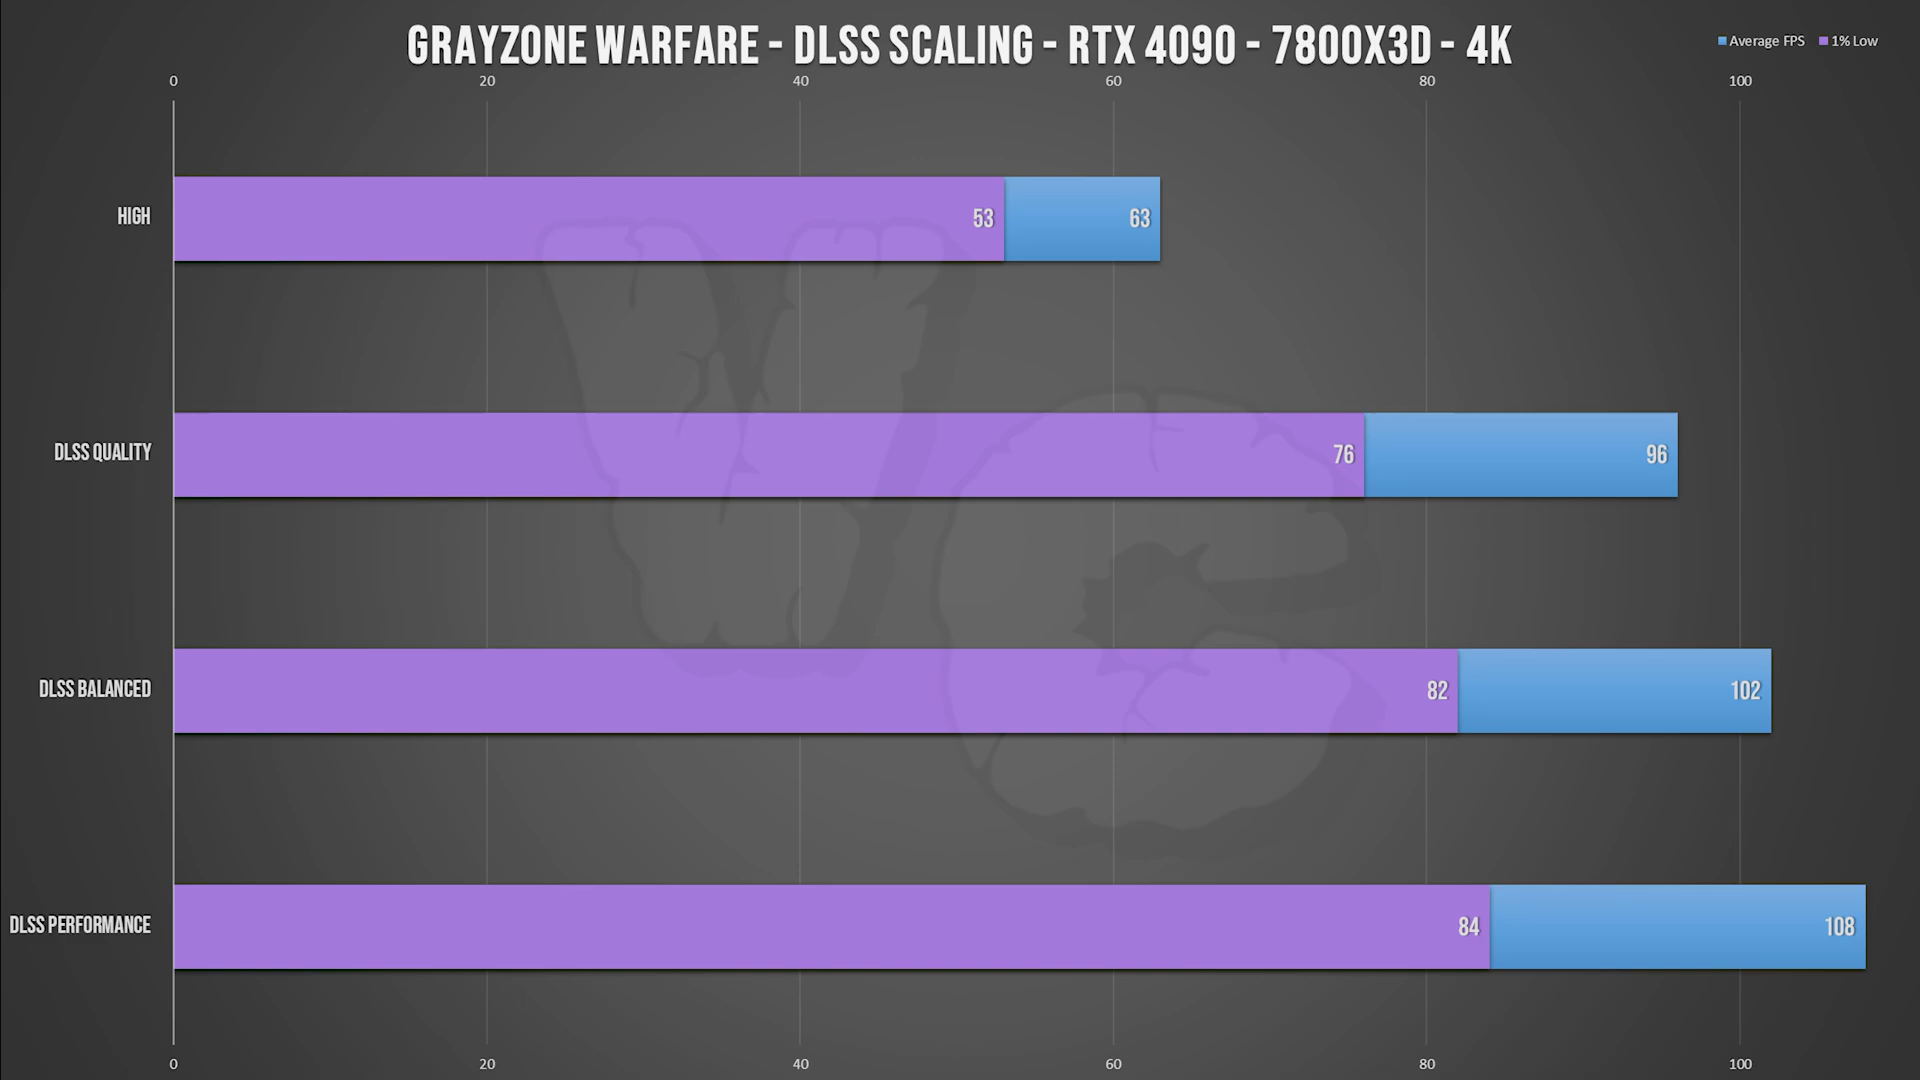 GRAYZONE WARFARE - DLSS SCALING - RTX 4090 - 7800X3D - 4K
Average FPS 1% Low
0 20 40 60 80 100
HIGH 53 63
DLSS QUALITY 76 96
DLSS BALANCED 82 102
DLSS PERFORMANCE 84 108
0 20 40 60 80 100